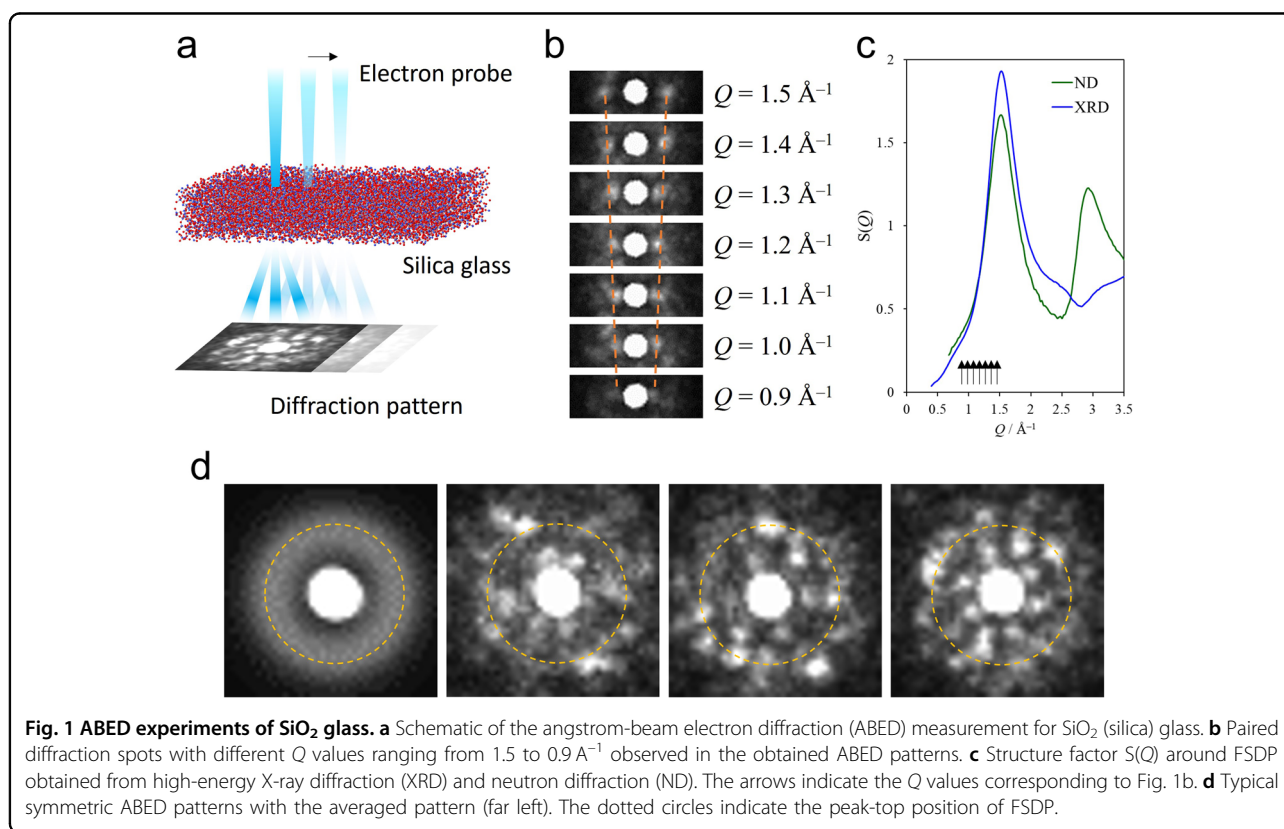 a
Electron probe
Silica glass
Diffraction pattern
b
Q = 1.5 Å⁻¹
Q = 1.4 Å⁻¹
Q = 1.3 Å⁻¹
Q = 1.2 Å⁻¹
Q = 1.1 Å⁻¹
Q = 1.0 Å⁻¹
Q = 0.9 Å⁻¹
c
ND
XRD
S(Q)
2
1.5
1
0.5
0
0 0.5 1 1.5 2 2.5 3 3.5
Q / Å⁻¹
d
Fig. 1 ABED experiments of SiO₂ glass. a Schematic of the angstrom-beam electron diffraction (ABED) measurement for SiO₂ (silica) glass. b Paired
diffraction spots with different Q values ranging from 1.5 to 0.9 A⁻¹ observed in the obtained ABED patterns. c Structure factor S(Q) around FSDP
obtained from high-energy X-ray diffraction (XRD) and neutron diffraction (ND). The arrows indicate the Q values corresponding to Fig. 1b. d Typical
symmetric ABED patterns with the averaged pattern (far left). The dotted circles indicate the peak-top position of FSDP.